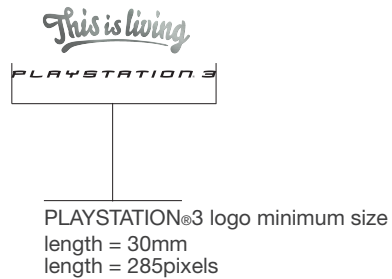 This is living
PLAYSTATION 3
PLAYSTATION®3 logo minimum size
length = 30mm
length = 285pixels